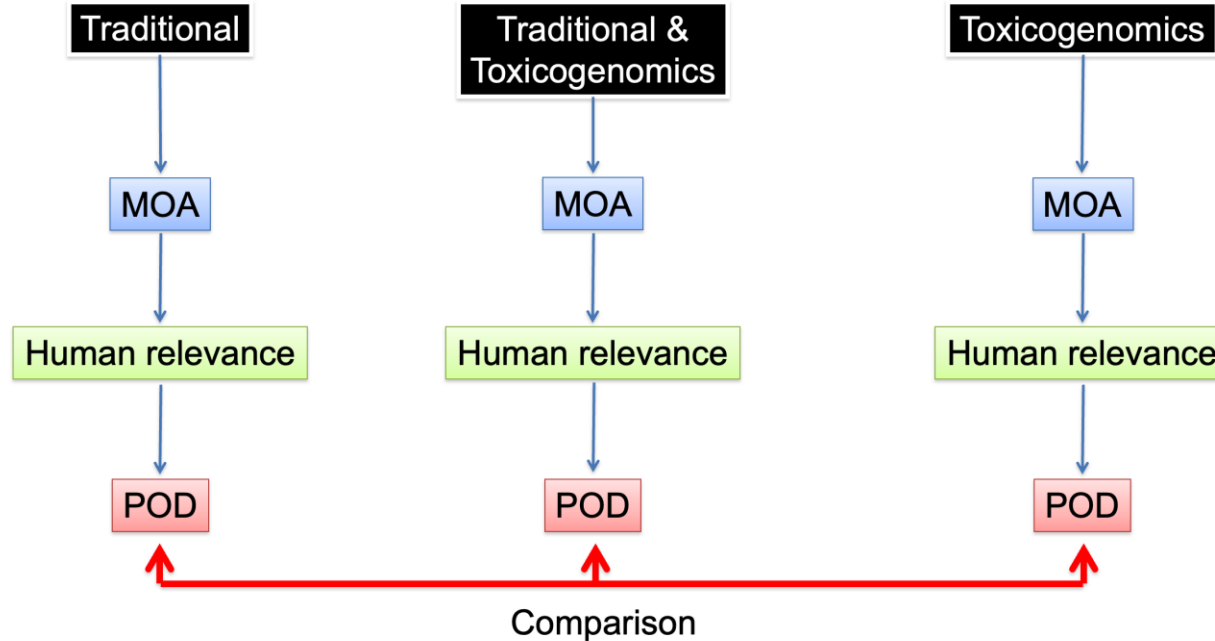 Traditional
Traditional &
Toxicogenomics
Toxicogenomics
MOA
MOA
MOA
Human relevance
Human relevance
Human relevance
POD
POD
POD
Comparison